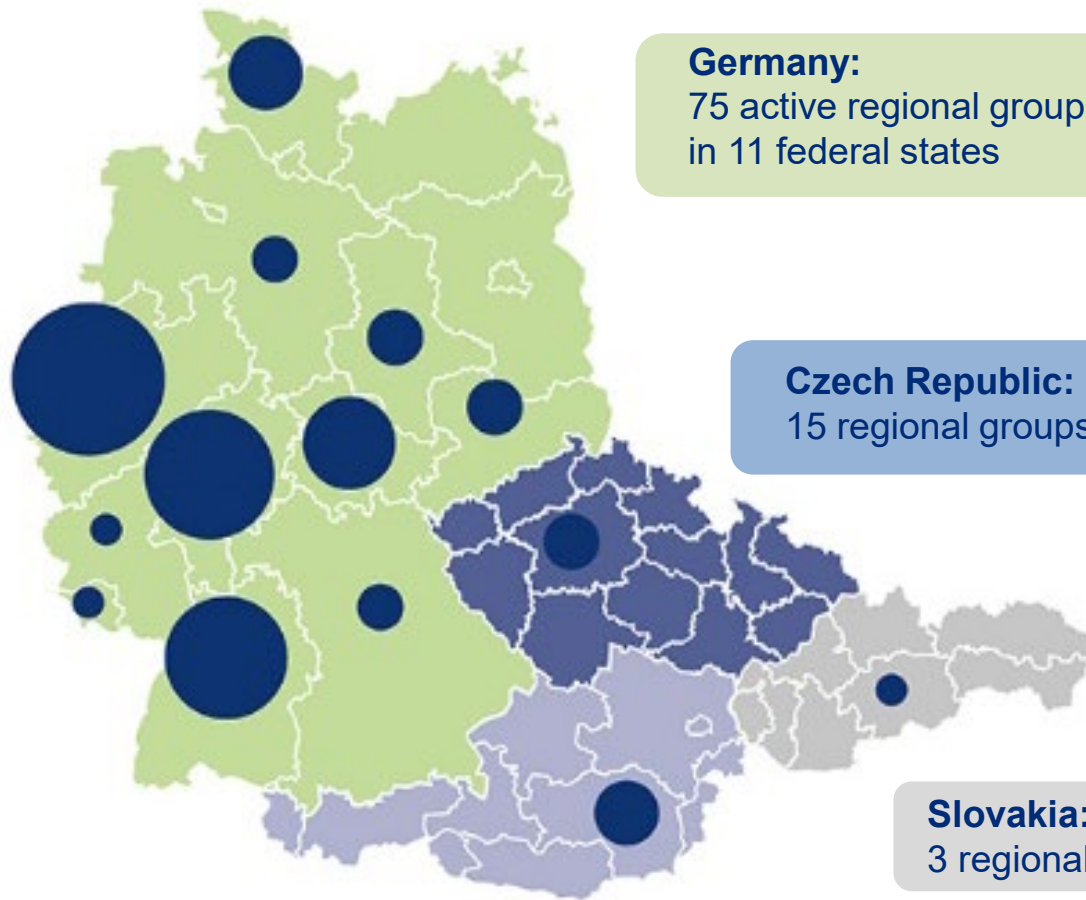 Germany:
75 active regional group
in 11 federal states
Czech Republic:
15 regional groups
Slovakia:
3 regional